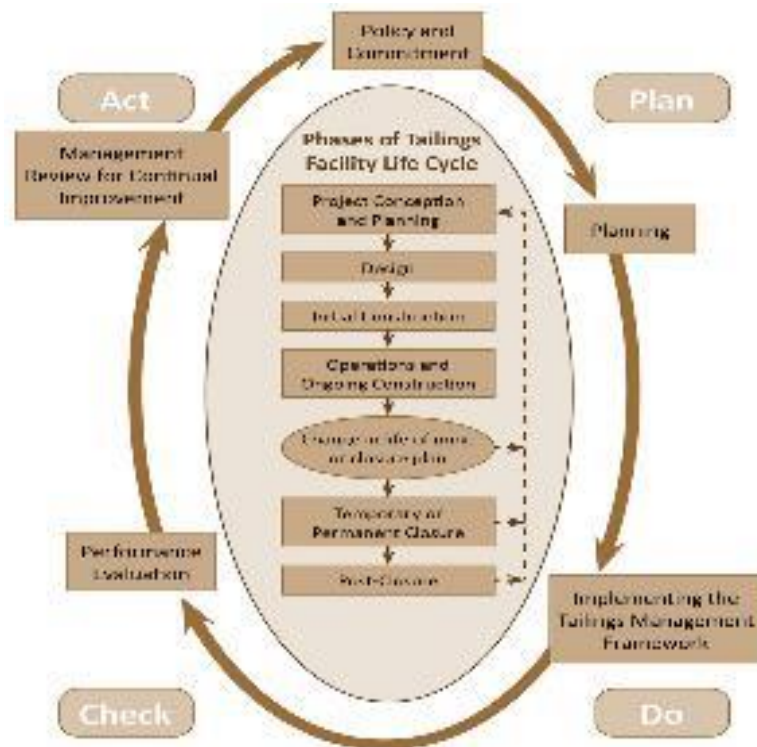 Policy and
Commitment
Act
Plan
Management
Review for Continual
Improvement
Phases of Tailings
Facility Life Cycle
Project Conception
and Planning
Planning
Design
Initial Construction
Operations and
Ongoing Construction
Change in life of mine
or closure plan
Temporary or
Permanent Closure
Performance
Evaluation
Post-Closure
Implementing the
Tailings Management
Framework
Check
Do